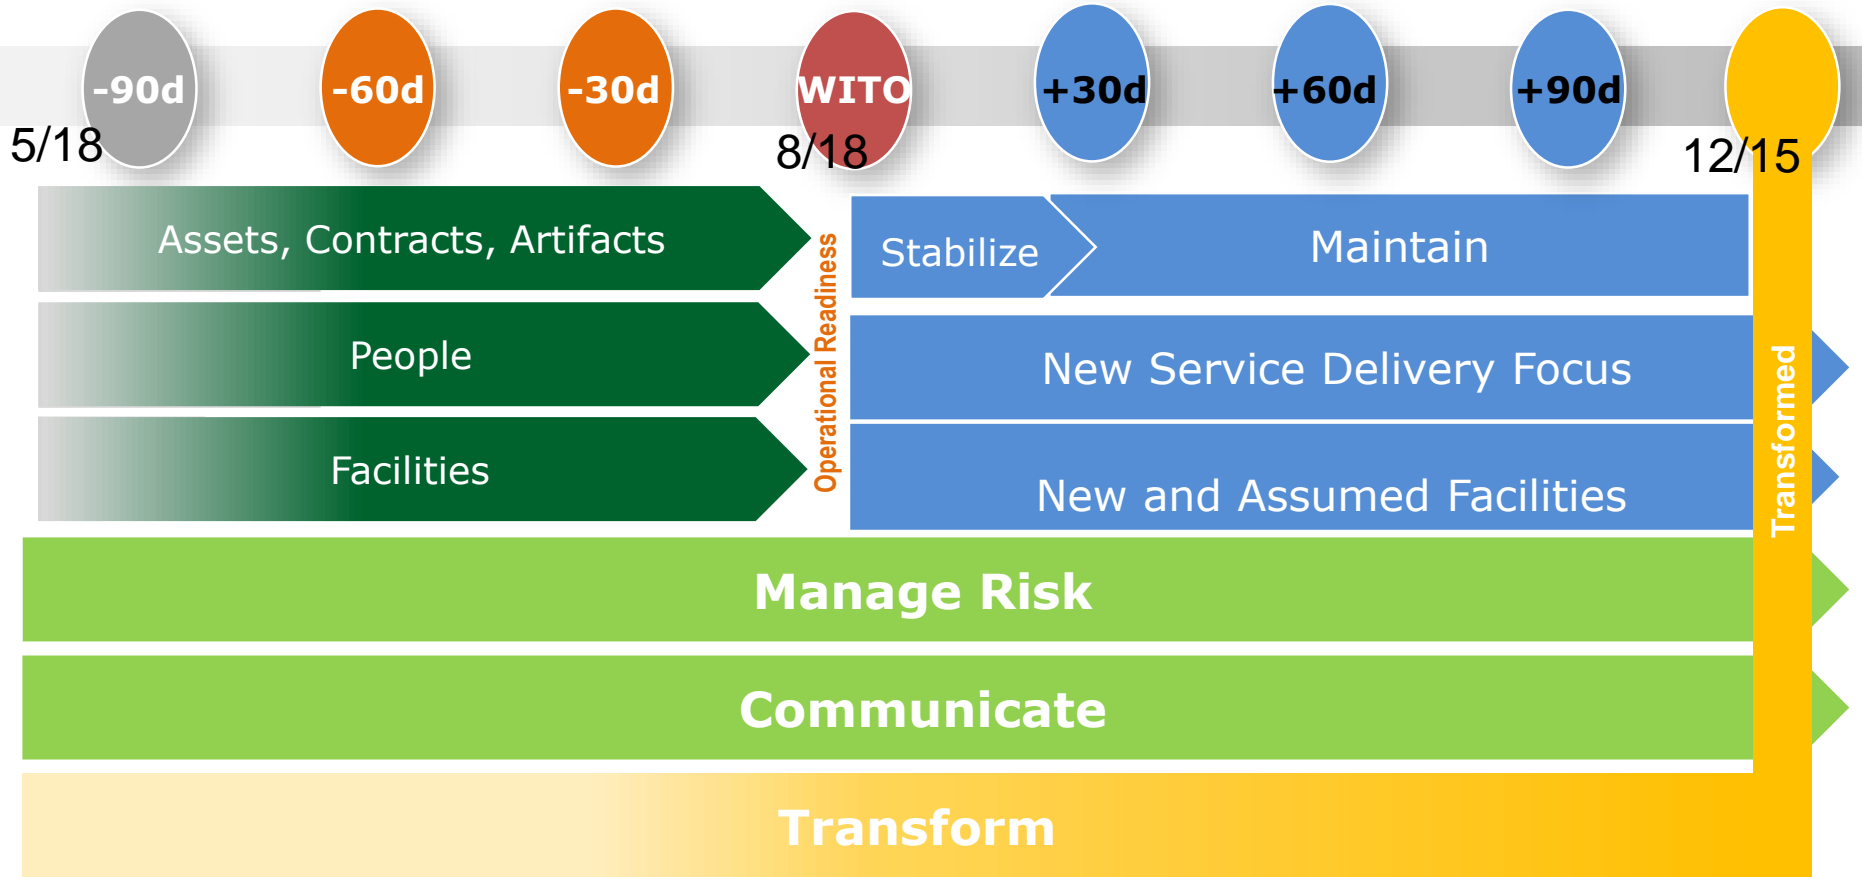 -90d
-60d
-30d
WITO
+30d
+60d
+90d
5/18
8/18
12/15
Assets, Contracts, Artifacts
People
Facilities
Operational Readiness
Stabilize
Maintain
New Service Delivery Focus
New and Assumed Facilities
Transformed
Manage Risk
Communicate
Transform